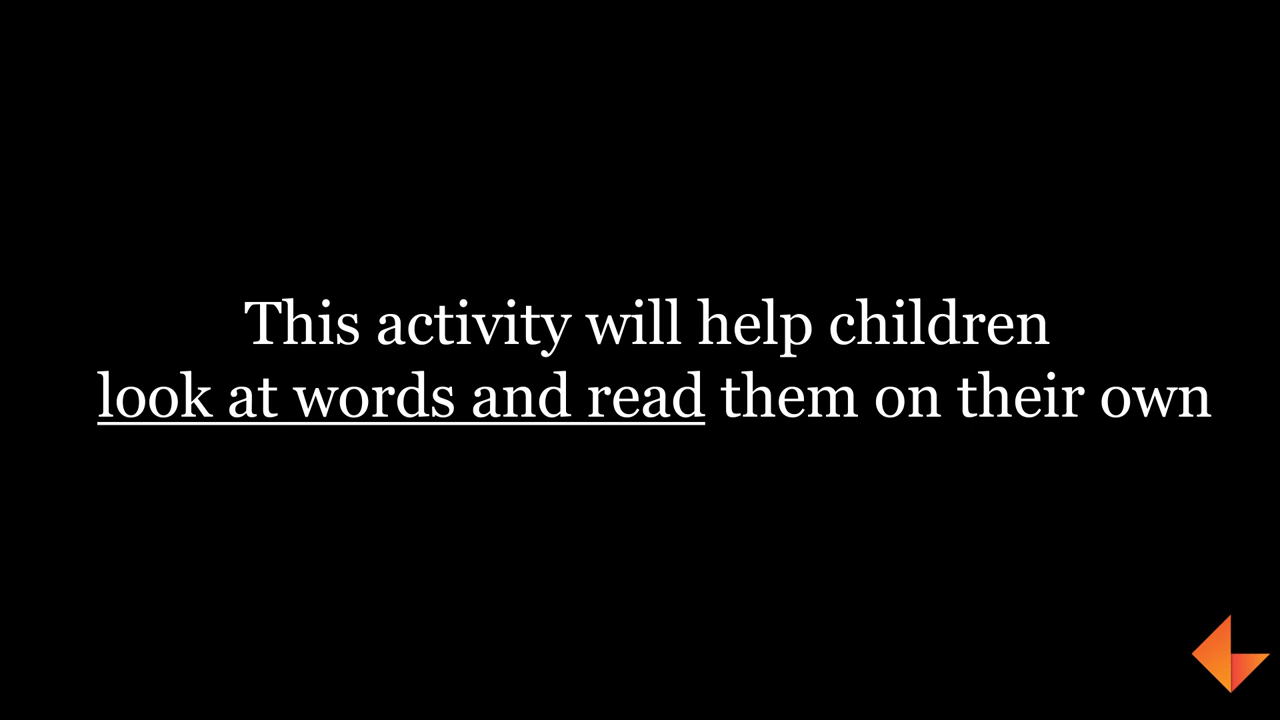 This activity will help children
look at words and read them on their own